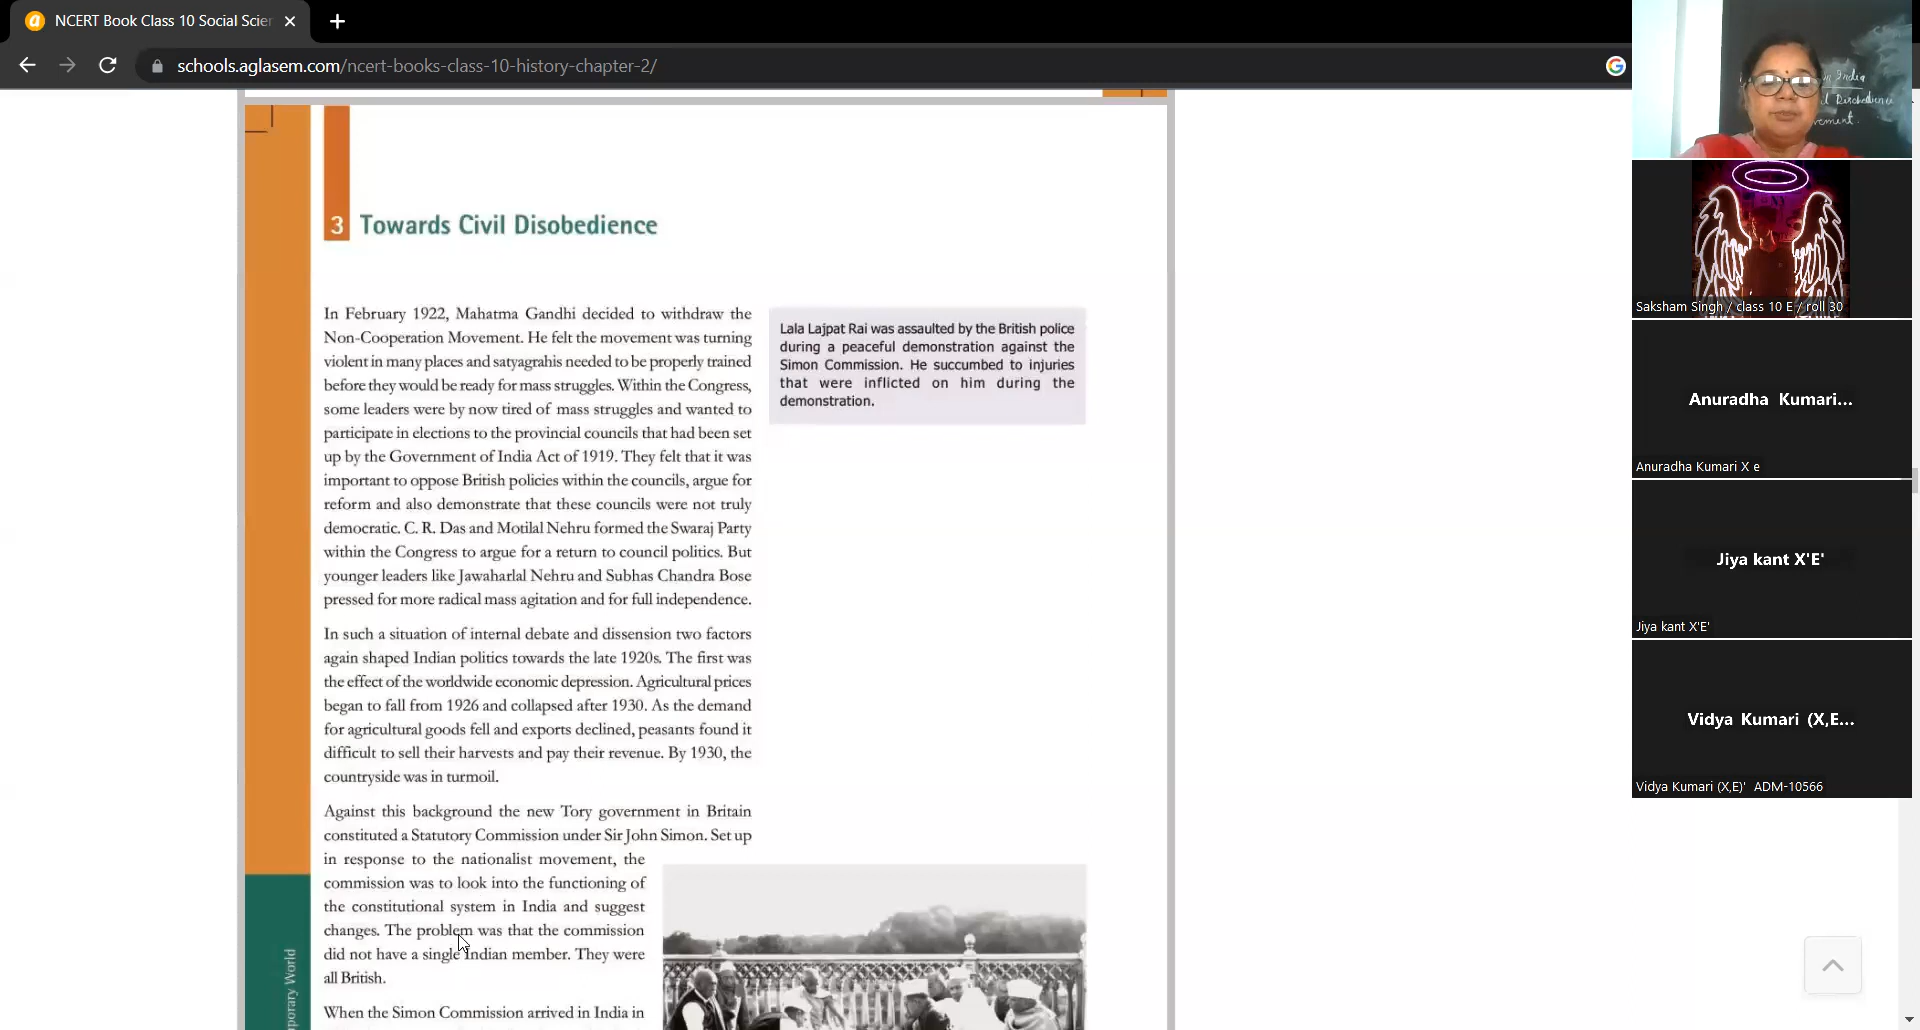 NCERT Book Class 10 Social Scie
schools.aglasem.com/ncert-books-class-10-history-chapter-2/
3 Towards Civil Disobedience
In February 1922, Mahatma Gandhi decided to withdraw the
Non-Cooperation Movement. He felt the movement was turning
violent in many places and satyagrahis needed to be properly trained
before they would be ready for mass struggles. Within the Congress,
some leaders were by now tired of mass struggles and wanted to
participate in elections to the provincial councils that had been set
up by the Government of India Act of 1919. They felt that it was
important to oppose British policies within the councils, argue for
reform and also demonstrate that these councils were not truly
democratic. C. R. Das and Motilal Nehru formed the Swaraj Party
within the Congress to argue for a return to council politics. But
younger leaders like Jawaharlal Nehru and Subhas Chandra Bose
pressed for more radical mass agitation and for full independence.
In such a situation of internal debate and dissension two factors
again shaped Indian politics towards the late 1920s. The first was
the effect of the worldwide economic depression. Agricultural prices
began to fall from 1926 and collapsed after 1930. As the demand
for agricultural goods fell and exports declined, peasants found it
difficult to sell their harvests and pay their revenue. By 1930, the
countryside was in turmoil.
Against this background the new Tory government in Britain
constituted a Statutory Commission under Sir John Simon. Set up
in response to the nationalist movement, the
commission was to look into the functioning of
the constitutional system in India and suggest
changes. The problem was that the commission
did not have a single Indian member. They were
all British.
When the Simon Commission arrived in India in
Lala Lajpat Rai was assaulted by the British police
during a peaceful demonstration against the
Simon Commission. He succumbed to injuries
that were inflicted on him during the
demonstration.
porary World
India
Disobedience
Saksham Singh / class 10 E / roll 30
Anuradha Kumari...
Anuradha Kumari X e
Jiya kant X'E'
Jiya kant X'E'
Vidya Kumari (X,E...
Vidya Kumari (X,E)' ADM-10566